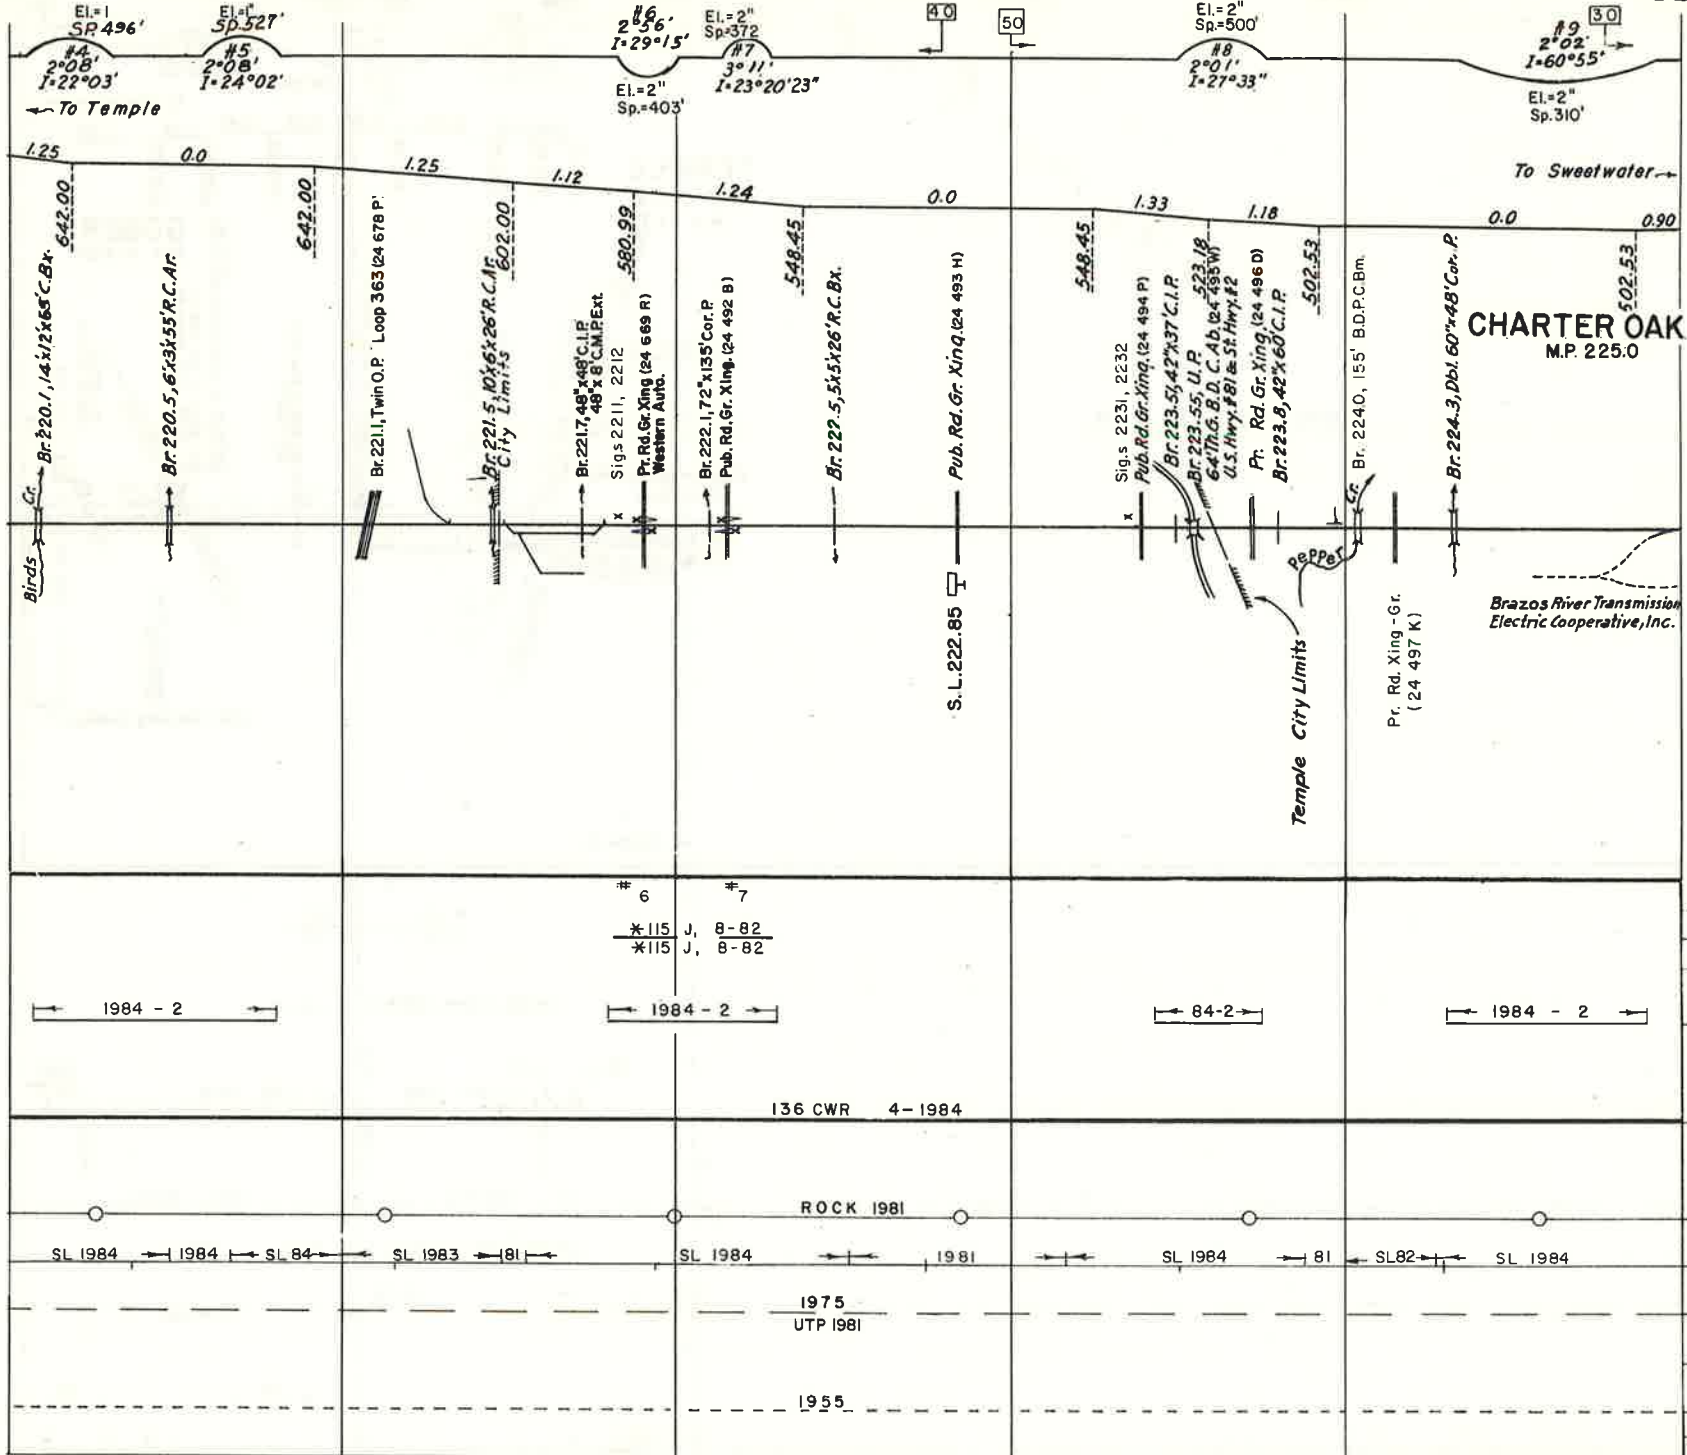 El.=1
SP. 496'
#4
2°08'
I=22°03'
← To Temple
El.=1"
Sp.527'
#5
2°08'
I=24°02'
#6
2°56'
I=29°15'
El.=2"
Sp.=403'
El.=2"
Sp.=372
#7
3°11'
I=23°20'23"
40
50
El.=2"
Sp.=500'
#8
2°01'
I=27°33"
30
#9
2°02'
I=60°55'
El.=2"
Sp.310'
To Sweetwater →
1.25
0.0
1.25
1.12
1.24
0.0
1.33
1.18
0.0
0.90
642.00
642.00
602.00
580.99
548.45
548.45
523.18
502.53
502.53
Birds Cr.
Br. 220.1, 14'x12'x65' C.Bx.
Br. 220.5, 6'x3'x55' R.C.Ar.
Br. 221.1, Twin O.P. Loop 363 (24 678 P)
Br. 221.5, 10'x6'x26' R.C.Ar.
City Limits
Br. 221.7, 48"x48' C.I.P.
48"x 8' C.M.P. Ext.
Sig.s 2211, 2212
Pr. Rd. Gr. Xing (24 669 R)
Western Auto.
Br. 222.1, 72"x135' Cor. P.
Pub. Rd. Gr. Xing. (24 492 B)
Br. 227.5, 5'x5'x26' R.C. Bx.
Pub. Rd. Gr. Xing. (24 493 H)
S. L. 222.85
Sig.s 2231, 2232
Pub. Rd. Gr. Xing. (24 494 P)
Br. 223.5, 42"x37' C.I.P.
Br. 223.55, U.P.
64' Th. G. B. D. C. Ab. (24 495 W)
U.S. Hwy. #81 & St. Hwy. #2
Pr. Rd. Gr. Xing. (24 496 D)
Br. 223.8, 42"x60' C.I.P.
Pepper Cr.
Temple City Limits
Br. 224.0, 155' B.D.P.C.Bm.
Pr. Rd. Xing - Gr.
(24 497 K)
Br. 224.3, Dbl. 60"x48' Cor. P.
CHARTER OAK
M.P. 225.0
Brazos River Transmission
Electric Cooperative, Inc.
# 6 # 7
*115 J, 8-82
*115 J, 8-82
1984 - 2
1984 - 2
84-2
1984 - 2
136 CWR 4-1984
ROCK 1981
SL 1984 1984 SL 84 SL 1983 81 SL 1984 1981 SL 1984 81 SL82 SL 1984
1975
UTP 1981
1955